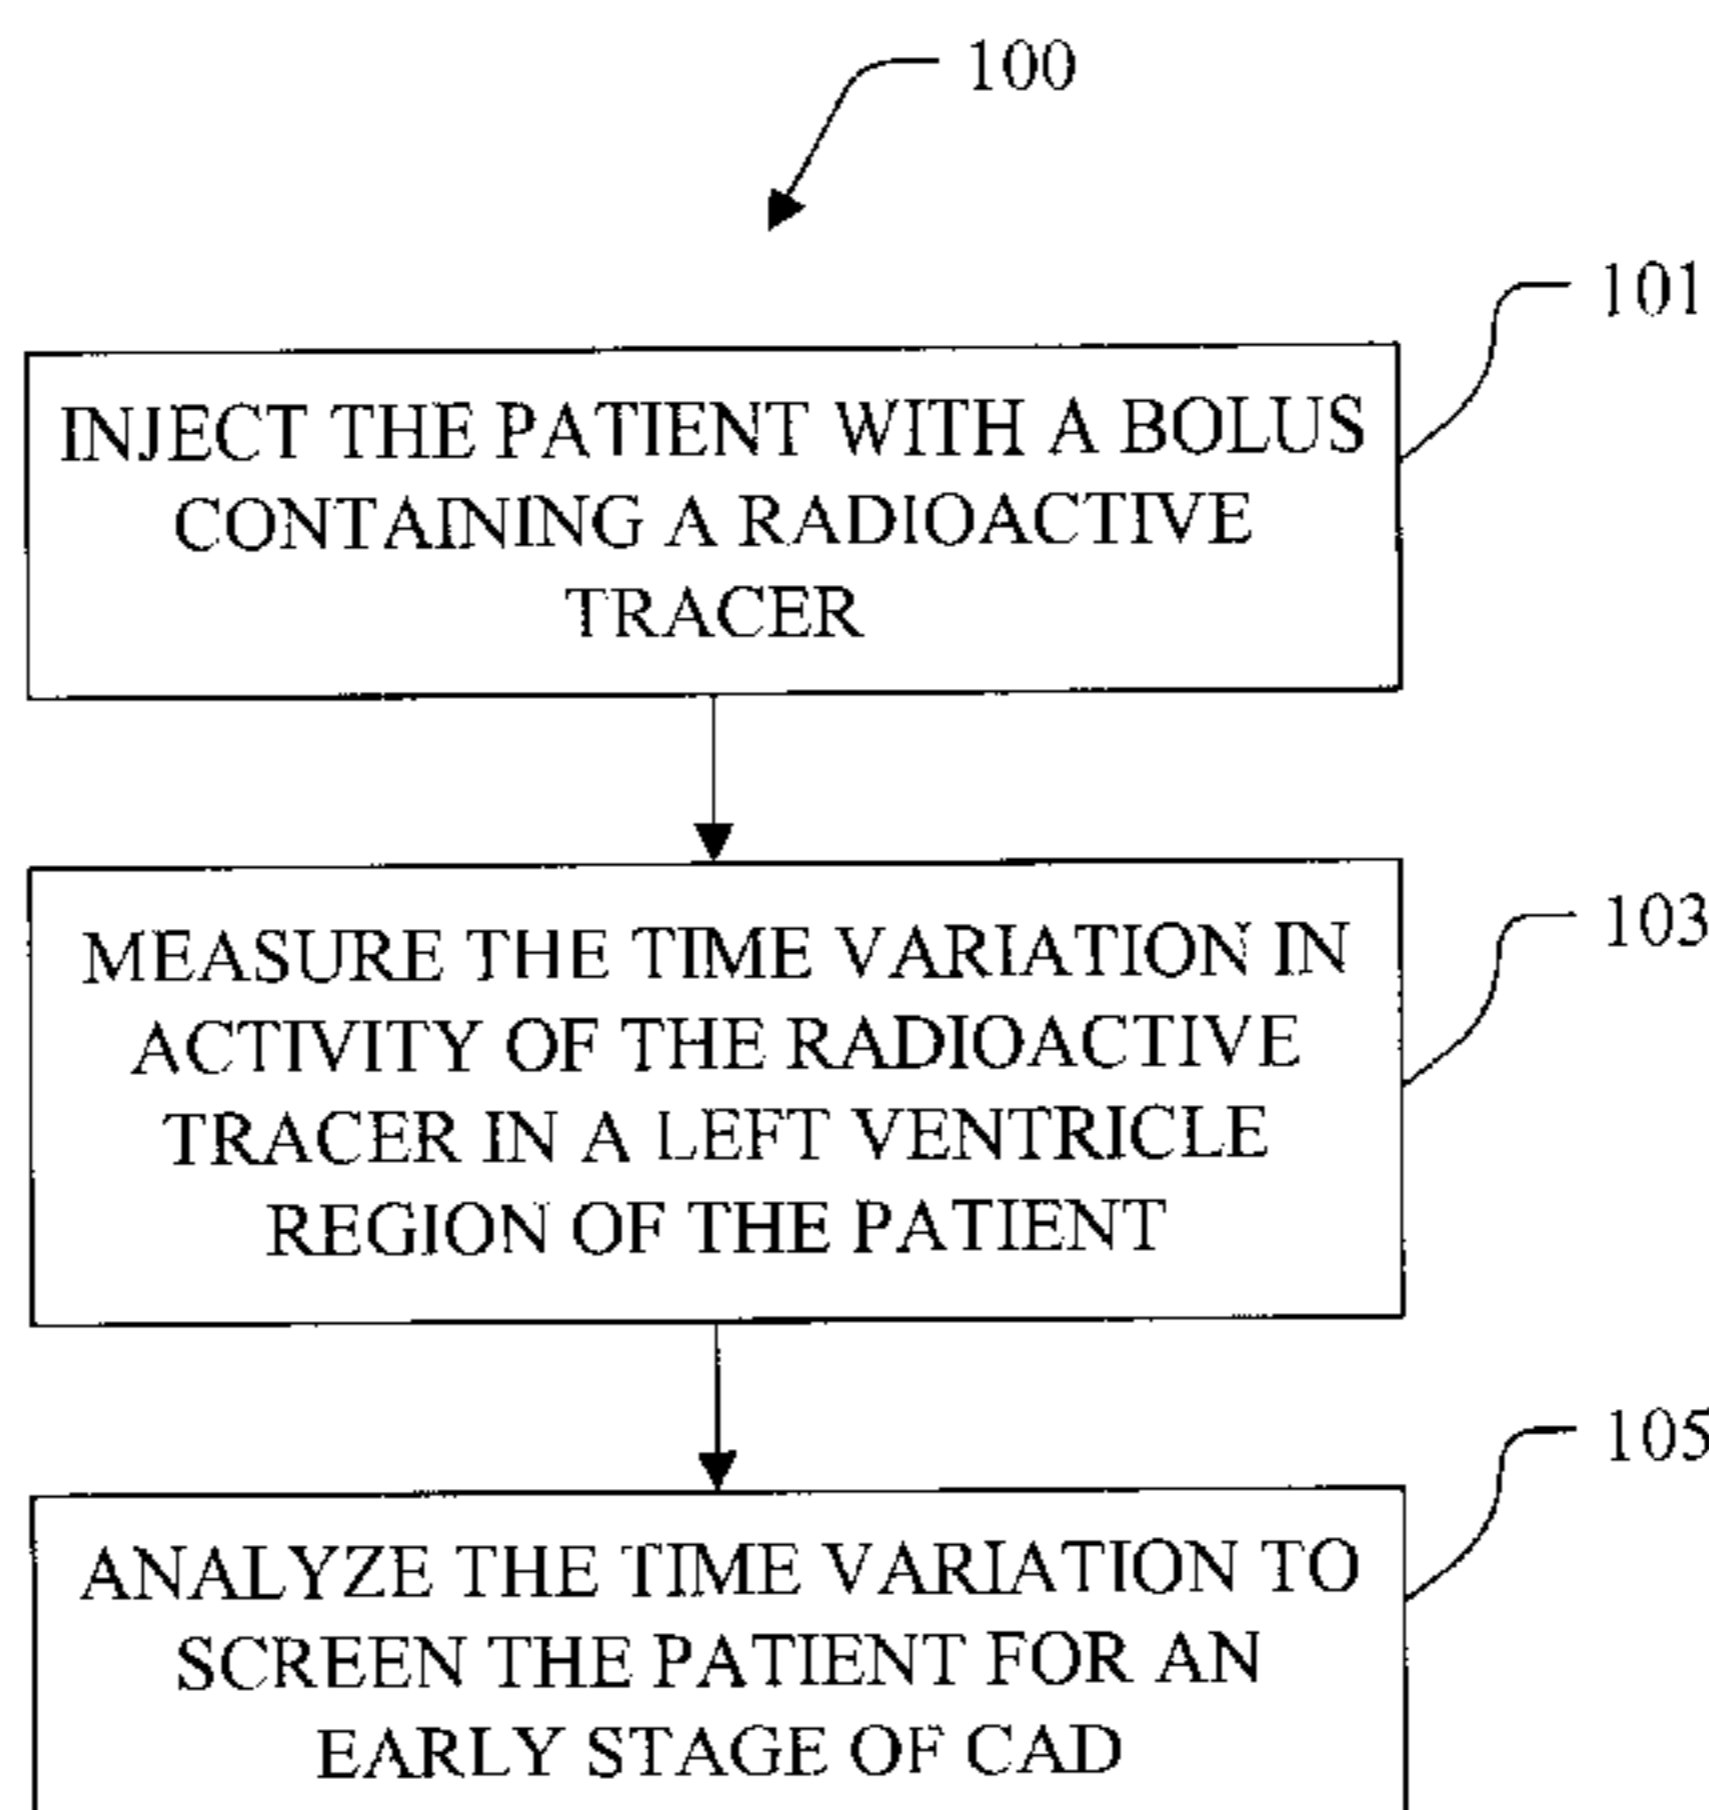 100
101
INJECT THE PATIENT WITH A BOLUS
CONTAINING A RADIOACTIVE
TRACER
103
MEASURE THE TIME VARIATION IN
ACTIVITY OF THE RADIOACTIVE
TRACER IN A LEFT VENTRICLE
REGION OF THE PATIENT
105
ANALYZE THE TIME VARIATION TO
SCREEN THE PATIENT FOR AN
EARLY STAGE OF CAD